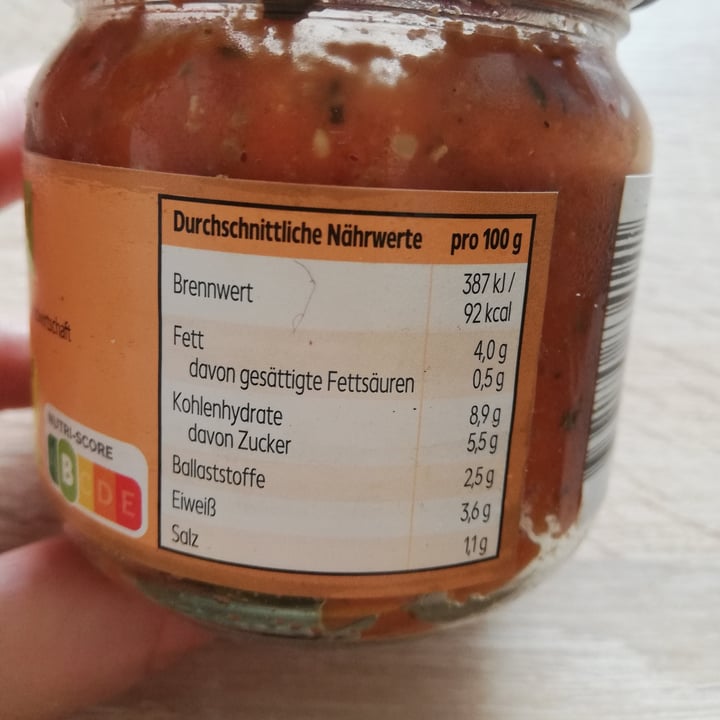 Durchschnittliche Nährwerte pro 100 g
Brennwert 387 kJ /
92 kcal
Fett 4,0 g
davon gesättigte Fettsäuren 0,5 g
Kohlenhydrate 8,9 g
davon Zucker 5,5 g
Ballaststoffe 2,5 g
Eiweiß 3,6 g
Salz 1,1 g
NUTRI-SCORE
B C D E